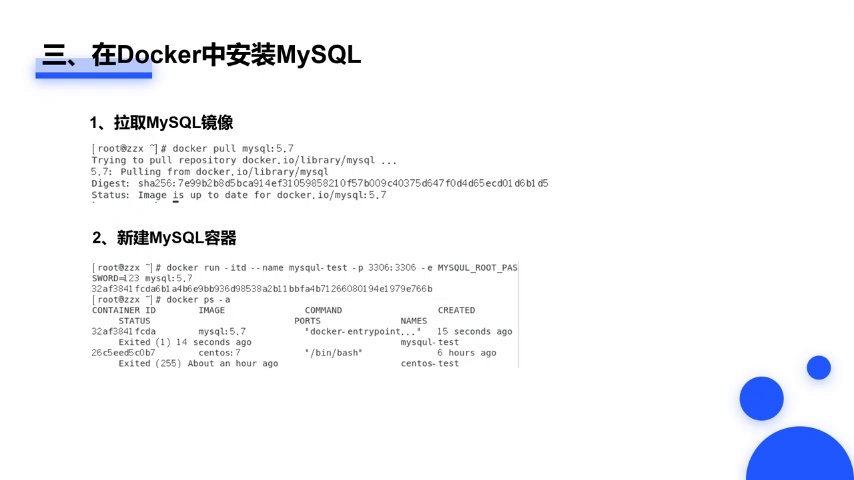 三、在Docker中安装MySQL
1、拉取MySQL镜像
[root@zzx ~]# docker pull mysql:5.7
Trying to pull repository docker.io/library/mysql ...
5.7: Pulling from docker.io/library/mysql
Digest: sha256:7e99b2b8d5bca914ef31059858210f57b009c40375d647f0d4d65ecd01d6b1d5
Status: Image is up to date for docker.io/mysql:5.7
2、新建MySQL容器
[root@zzx ~]# docker run -itd --name mysqul-test -p 3306:3306 -e MYSQUL_ROOT_PAS
SWORD=123 mysql:5.7
32af3841fcda6b1a4b6e9bb936d98538a2b11bbfa4b71266080194e1979e766b
[root@zzx ~]# docker ps -a
CONTAINER ID IMAGE COMMAND CREATED
STATUS PORTS NAMES
32af3841fcda mysql:5.7 "docker-entrypoint..." 15 seconds ago
Exited (1) 14 seconds ago mysqul-test
26c5eed5c0b7 centos:7 "/bin/bash" 6 hours ago
Exited (255) About an hour ago centos-test